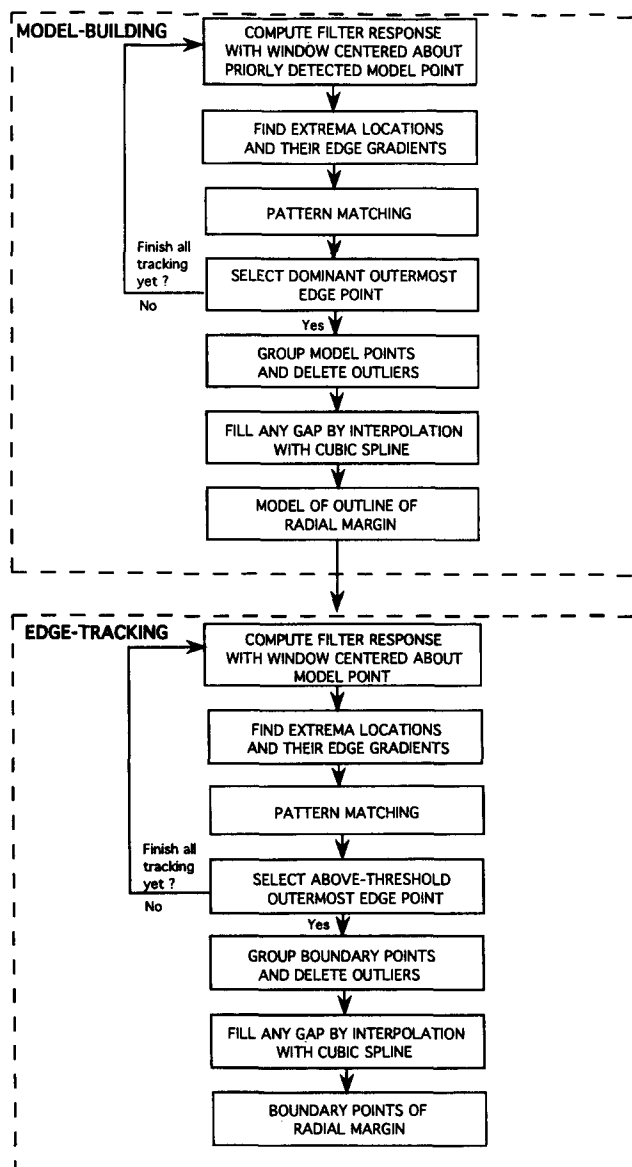 MODEL-BUILDING
COMPUTE FILTER RESPONSE
WITH WINDOW CENTERED ABOUT
PRIORLY DETECTED MODEL POINT
FIND EXTREMA LOCATIONS
AND THEIR EDGE GRADIENTS
PATTERN MATCHING
Finish all
tracking
yet ?
No
SELECT DOMINANT OUTERMOST
EDGE POINT
Yes
GROUP MODEL POINTS
AND DELETE OUTLIERS
FILL ANY GAP BY INTERPOLATION
WITH CUBIC SPLINE
MODEL OF OUTLINE OF
RADIAL MARGIN
EDGE-TRACKING
COMPUTE FILTER RESPONSE
WITH WINDOW CENTERED ABOUT
MODEL POINT
FIND EXTREMA LOCATIONS
AND THEIR EDGE GRADIENTS
PATTERN MATCHING
Finish all
tracking
yet ?
No
SELECT ABOVE-THRESHOLD
OUTERMOST EDGE POINT
Yes
GROUP BOUNDARY POINTS
AND DELETE OUTLIERS
FILL ANY GAP BY INTERPOLATION
WITH CUBIC SPLINE
BOUNDARY POINTS OF
RADIAL MARGIN